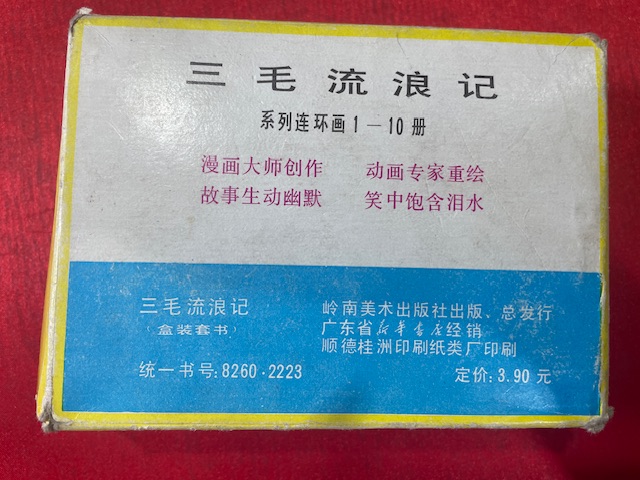 三毛流浪记
系列连环画1—10册
漫画大师创作 动画专家重绘
故事生动幽默 笑中饱含泪水
三毛流浪记
(盒装套书)
统一书号:8260·2223
岭南美术出版社出版、总发行
广东省新华书店经销
顺德桂洲印刷纸类厂印刷
定价:3.90元